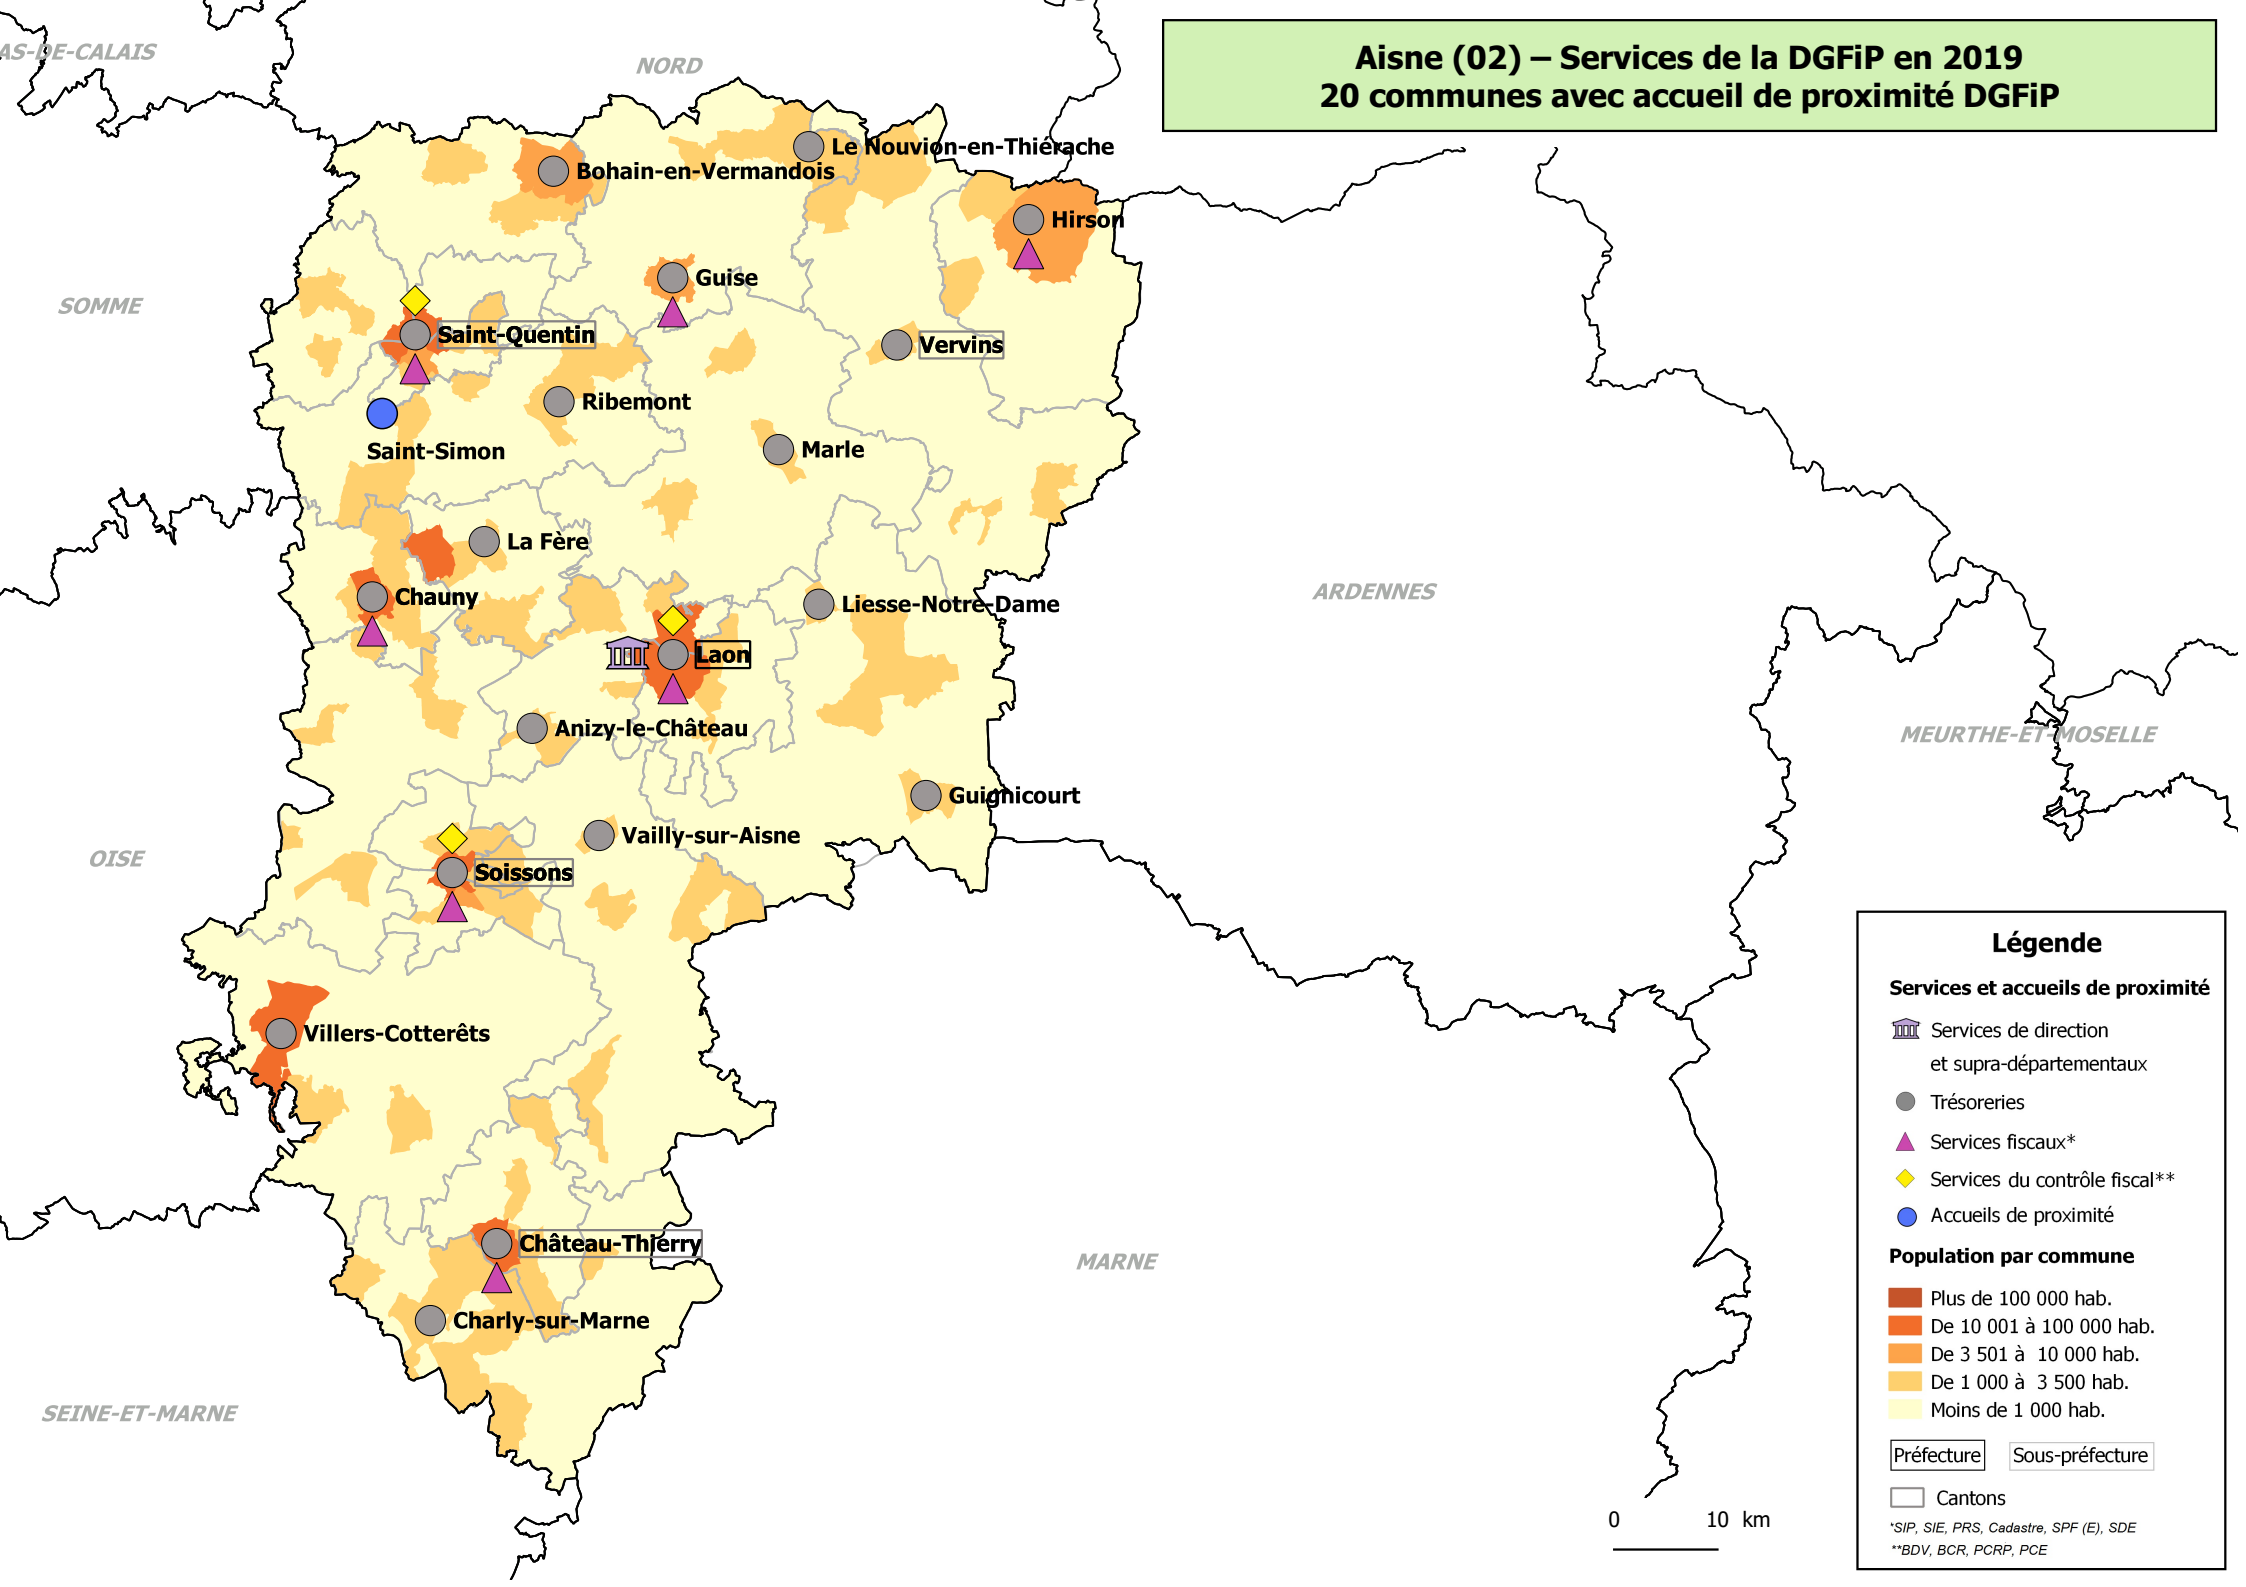 Aisne (02) – Services de la DGFiP en 2019
20 communes avec accueil de proximité DGFiP
AS-DE-CALAIS
NORD
Le Nouvion-en-Thiérache
Bohain-en-Vermandois
Hirson
Guise
SOMME
Saint-Quentin
Vervins
Ribemont
Saint-Simon
Marle
La Fère
Chauny
Liesse-Notre-Dame
ARDENNES
Laon
Anizy-le-Château
MEURTHE-ET-MOSELLE
Guignicourt
Vailly-sur-Aisne
OISE
Soissons
Villers-Cotterêts
Château-Thierry
MARNE
Charly-sur-Marne
SEINE-ET-MARNE
0 10 km
Légende
Services et accueils de proximité
Services de direction
et supra-départementaux
Trésoreries
Services fiscaux*
Services du contrôle fiscal**
Accueils de proximité
Population par commune
Plus de 100 000 hab.
De 10 001 à 100 000 hab.
De 3 501 à 10 000 hab.
De 1 000 à 3 500 hab.
Moins de 1 000 hab.
Préfecture Sous-préfecture
Cantons
*SIP, SIE, PRS, Cadastre, SPF (E), SDE
**BDV, BCR, PCRP, PCE